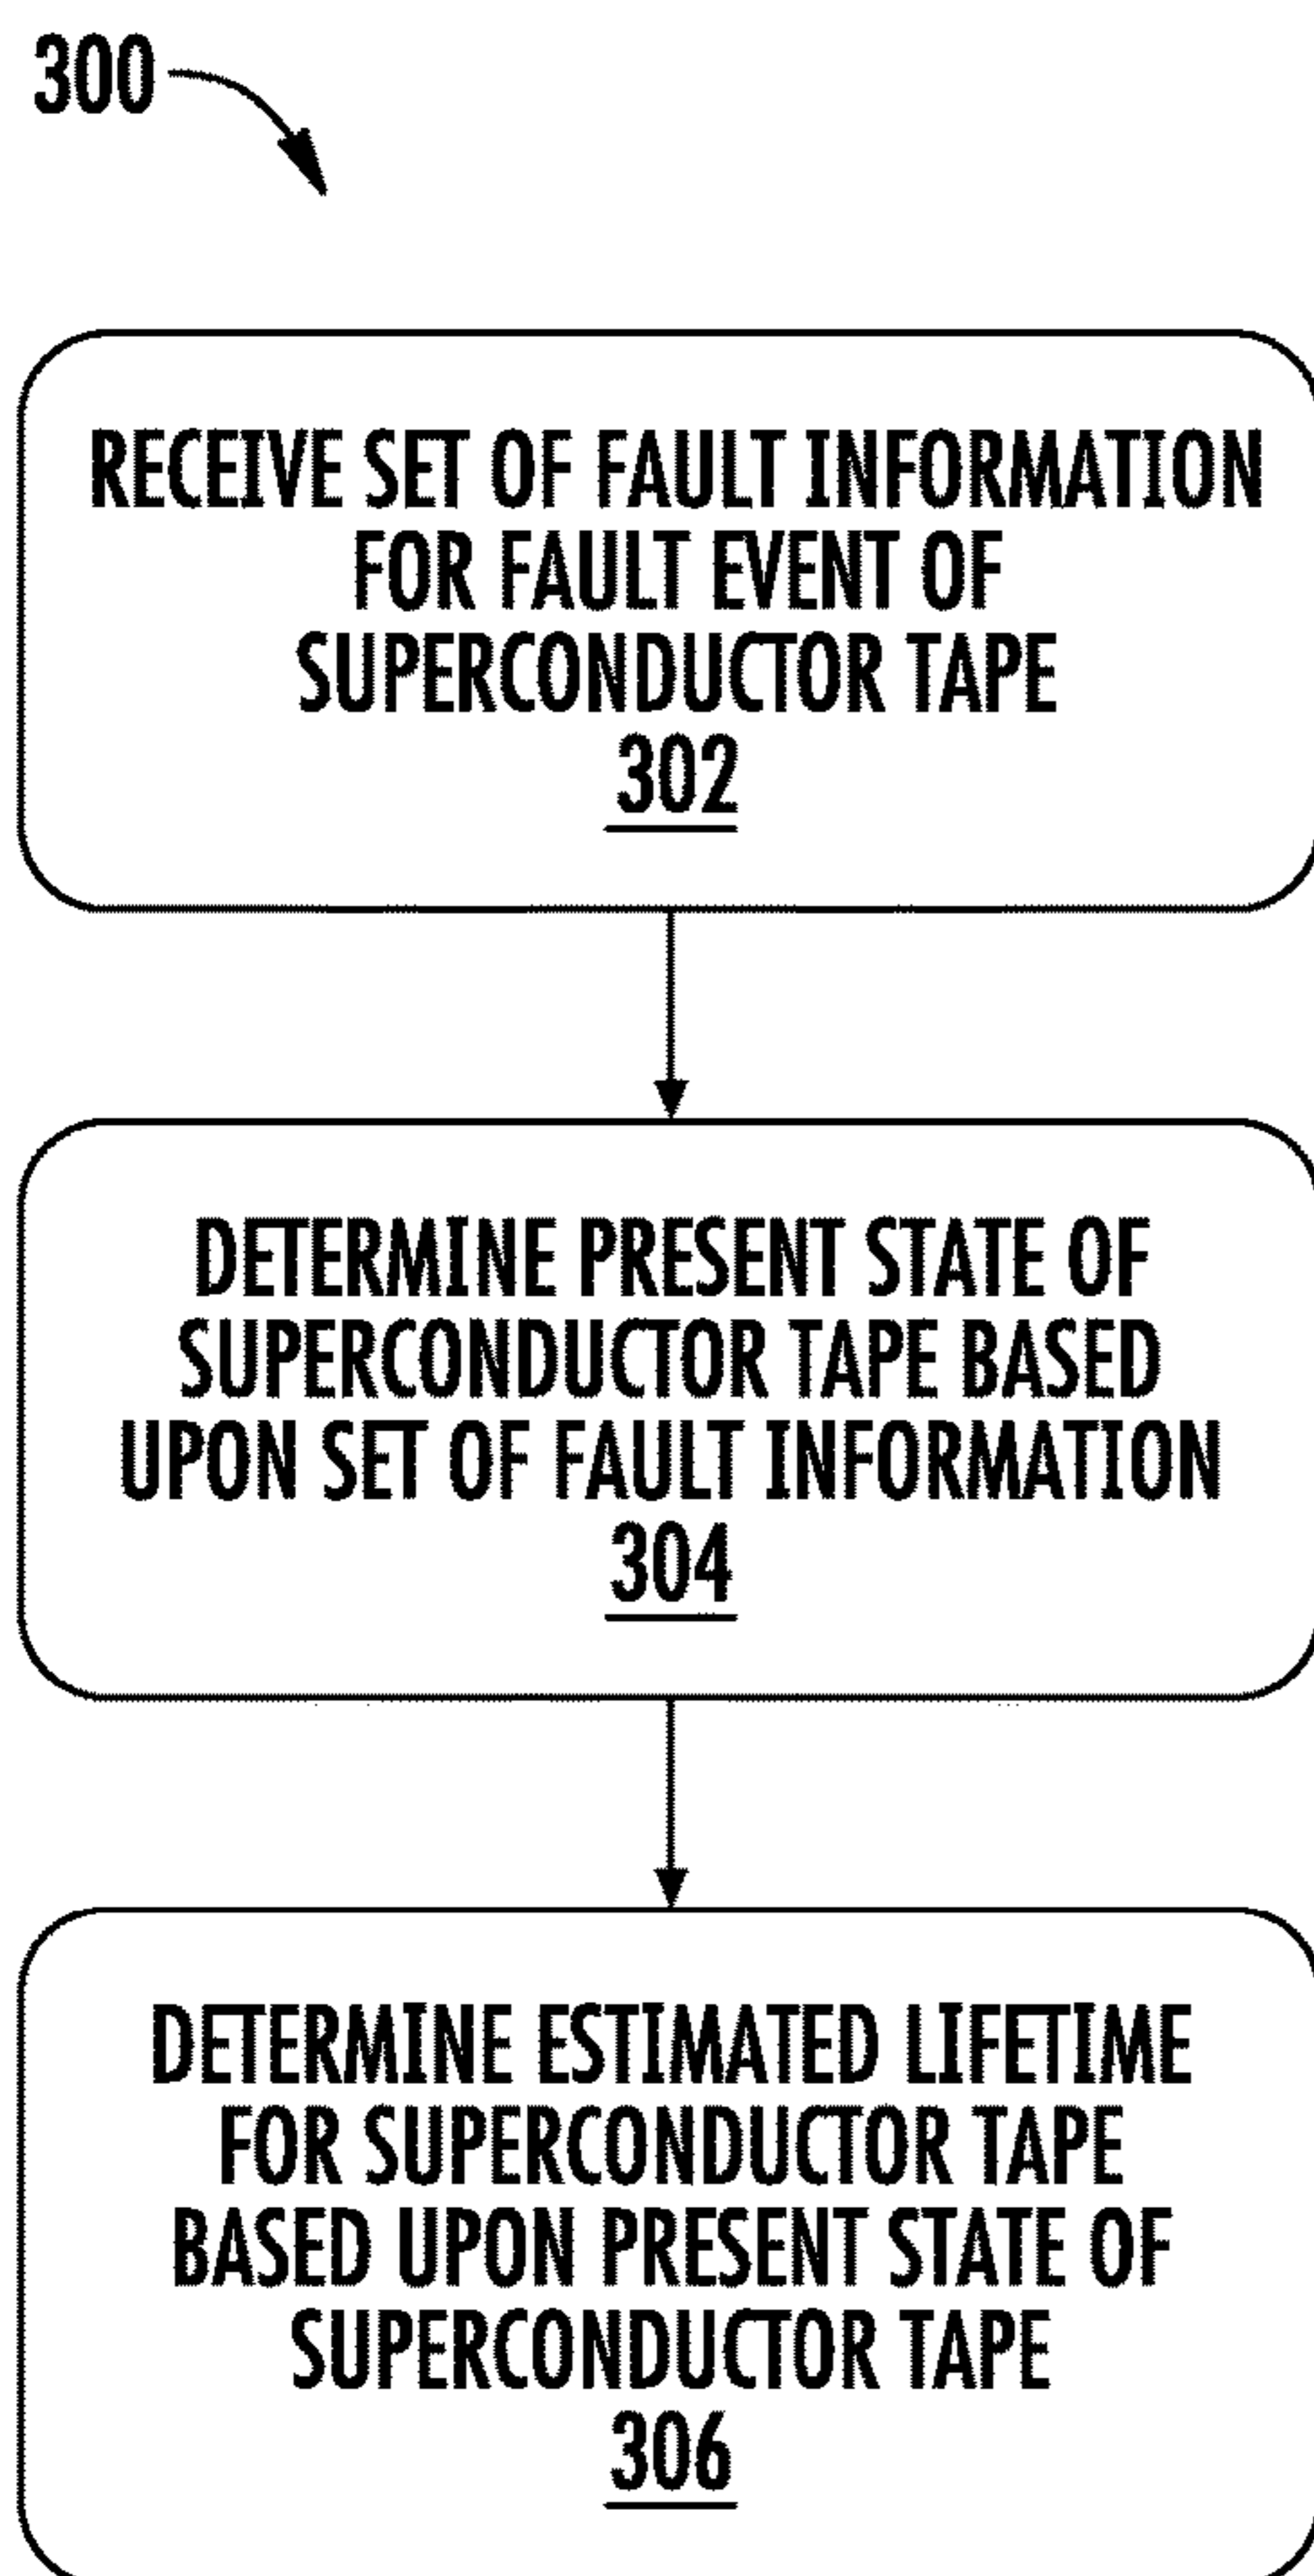 300
RECEIVE SET OF FAULT INFORMATION
FOR FAULT EVENT OF
SUPERCONDUCTOR TAPE
302
DETERMINE PRESENT STATE OF
SUPERCONDUCTOR TAPE BASED
UPON SET OF FAULT INFORMATION
304
DETERMINE ESTIMATED LIFETIME
FOR SUPERCONDUCTOR TAPE
BASED UPON PRESENT STATE OF
SUPERCONDUCTOR TAPE
306